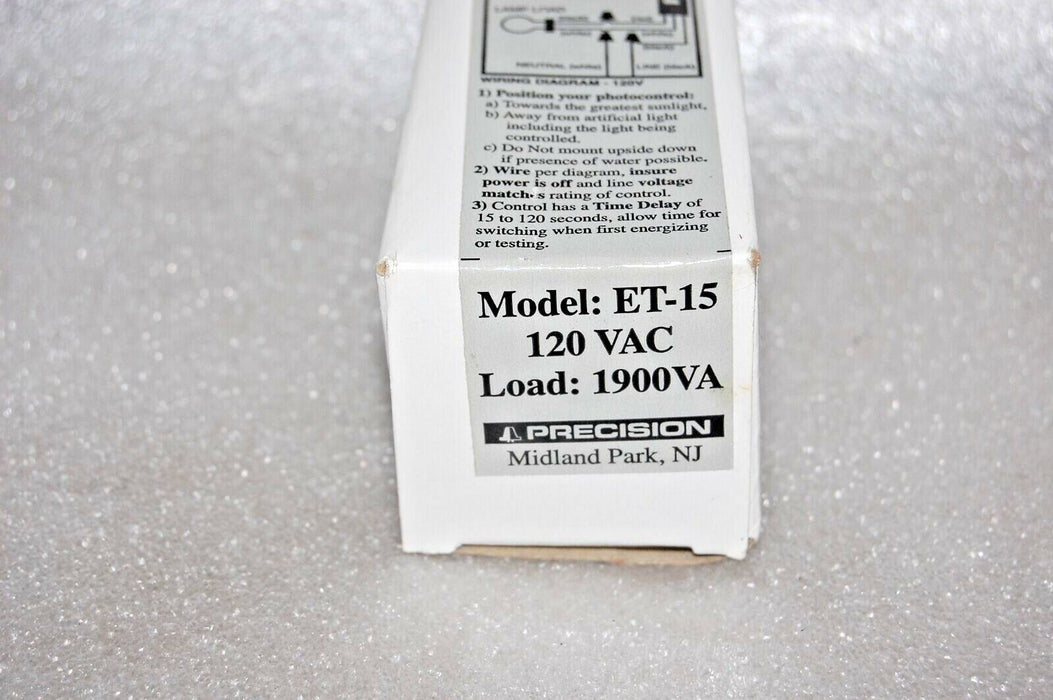 NEUTRAL (White) LINE (Black)
WIRING DIAGRAM - 120V
1) Position your photocontrol:
a) Towards the greatest sunlight,
b) Away from artificial light
including the light being
controlled.
c) Do Not mount upside down
if presence of water possible.
2) Wire per diagram, insure
power is off and line voltage
matches rating of control.
3) Control has a Time Delay of
15 to 120 seconds, allow time for
switching when first energizing
or testing.
Model: ET-15
120 VAC
Load: 1900VA
PRECISION
Midland Park, NJ